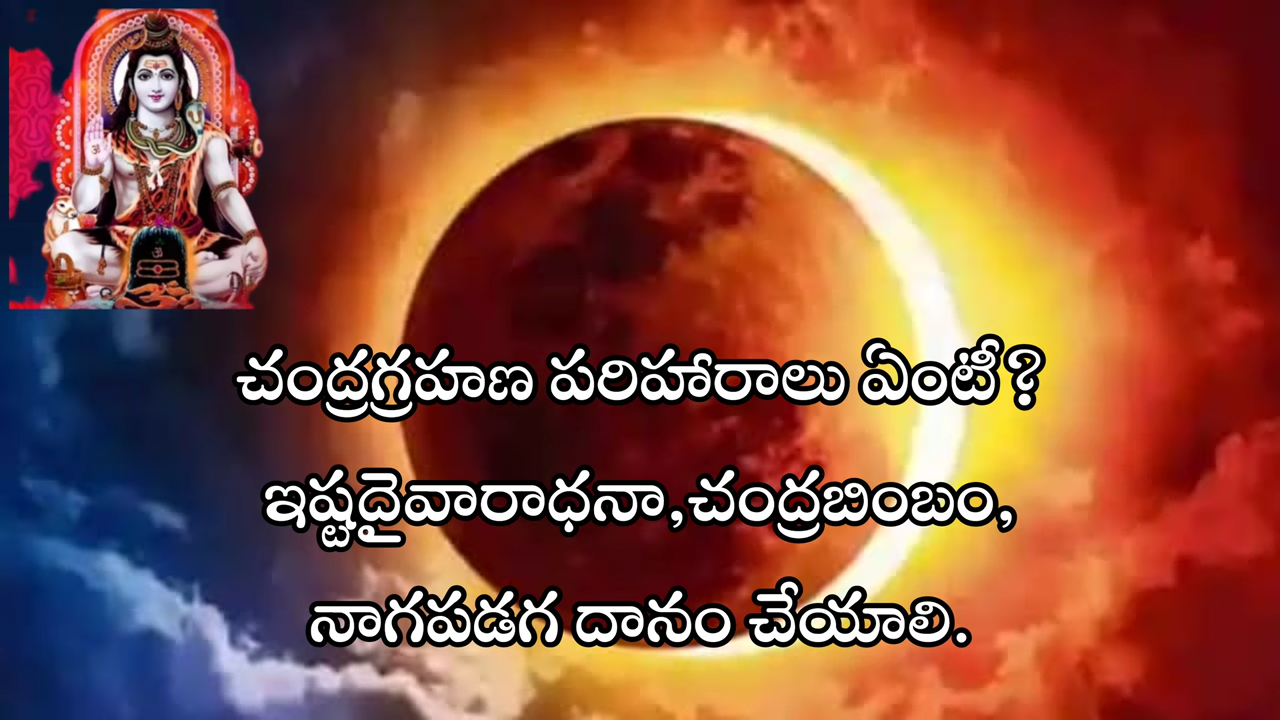 చంద్రగ్రహణ పరిహారాలు ఏంటీ?
ఇష్టదైవారాధనా,చంద్రబింబం,
నాగపడగ దానం చేయాలి.